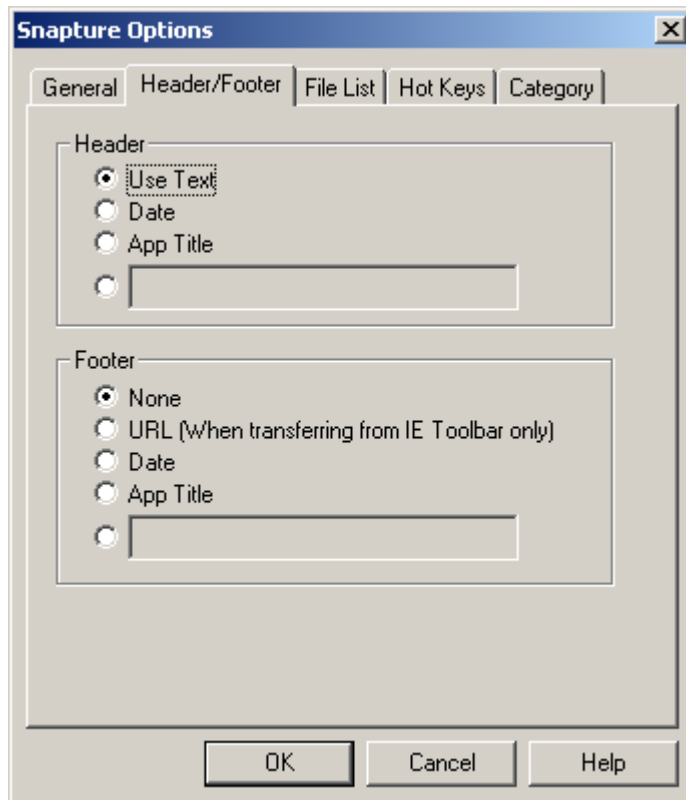 Snapture Options
General Header/Footer File List Hot Keys Category
Header
Use Text
Date
App Title
Footer
None
URL (When transferring from IE Toolbar only)
Date
App Title
OK Cancel Help